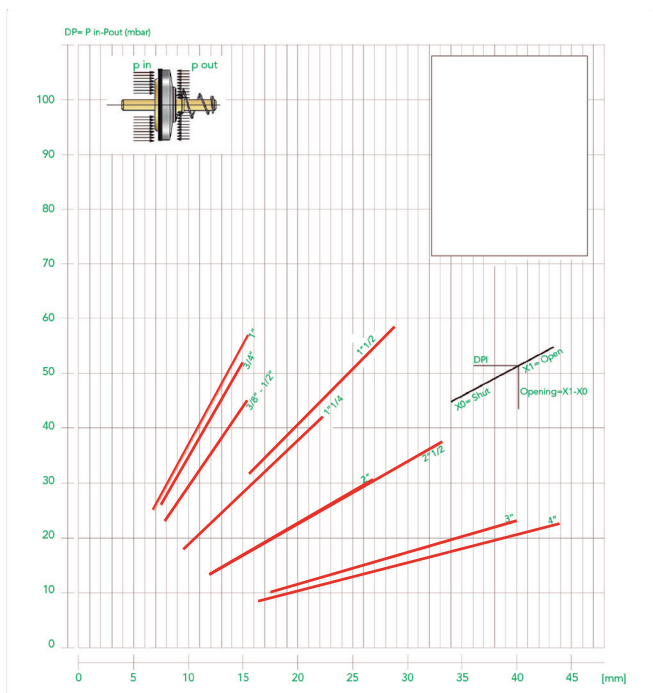 DP= P in-Pout (mbar)
p in
p out
100
90
80
70
60
50
40
30
20
10
0
1"
3/4"
3/8" - 1/2"
1"1/2
1"1/4
2"
2"1/2
3"
4"
DPI
X1= Open
X0= Shut
Opening=X1-X0
0 5 10 15 20 25 30 35 40 45 [mm]